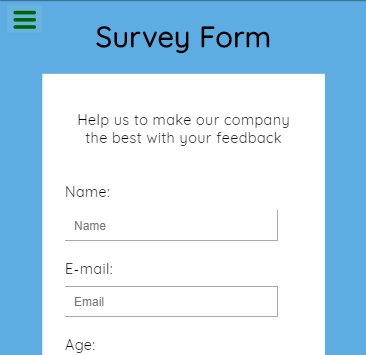 Survey Form
Help us to make our company
the best with your feedback
Name:
Name
E-mail:
Email
Age: